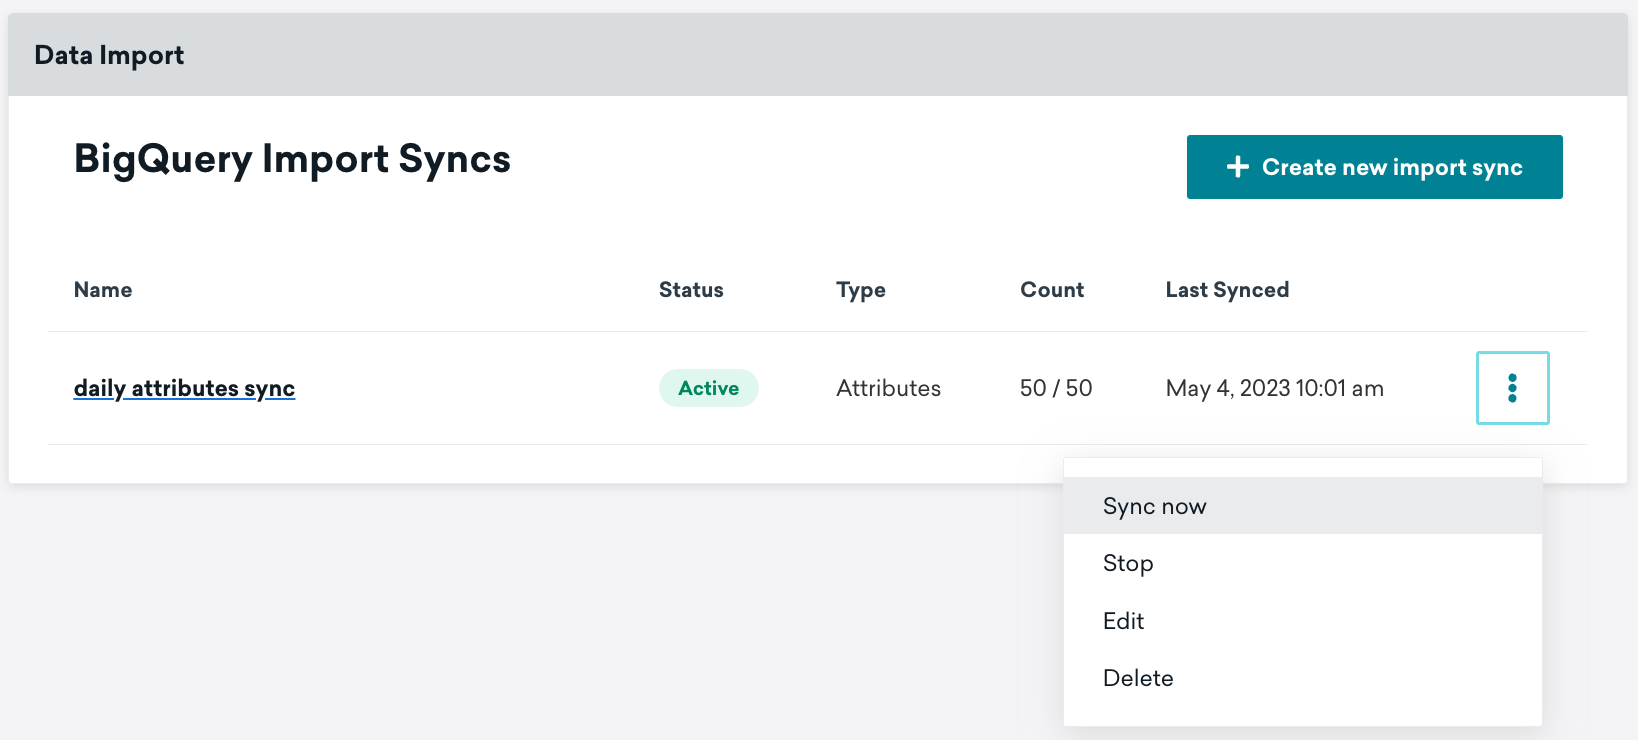 Data Import
BigQuery Import Syncs
Create new import sync
Name Status Type Count Last Synced
daily attributes sync Active Attributes 50 / 50 May 4, 2023 10:01 am
Sync now
Stop
Edit
Delete